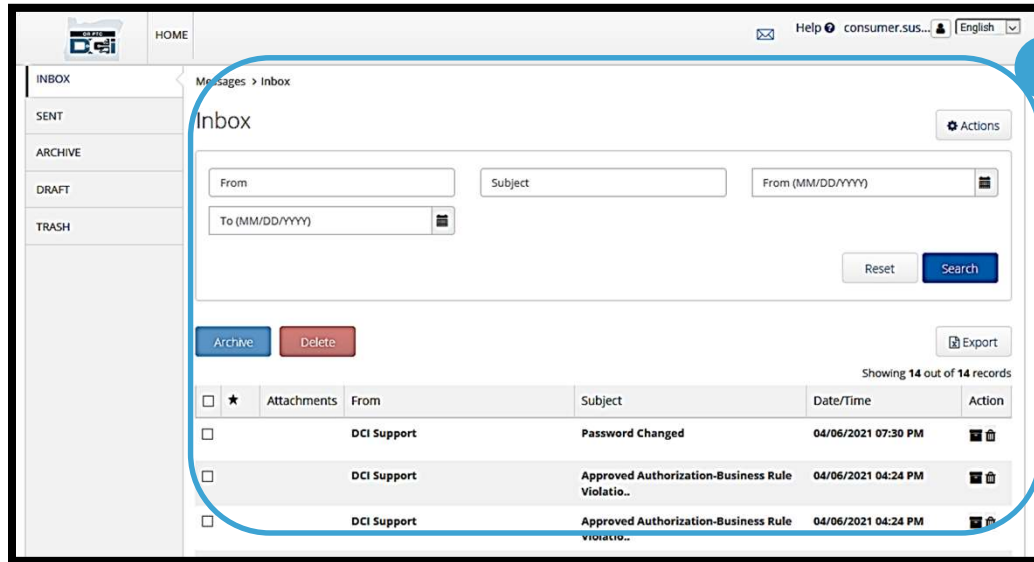 OR PTC
DCi
HOME
Help consumer.sus... English
INBOX
SENT
ARCHIVE
DRAFT
TRASH
Messages > Inbox
Inbox
Actions
From
Subject
From (MM/DD/YYYY)
To (MM/DD/YYYY)
Reset
Search
Archive
Delete
Export
Showing 14 out of 14 records
Attachments From Subject Date/Time Action
DCI Support Password Changed 04/06/2021 07:30 PM
DCI Support Approved Authorization-Business Rule 04/06/2021 04:24 PM
Violatio..
DCI Support Approved Authorization-Business Rule 04/06/2021 04:24 PM
Violatio..